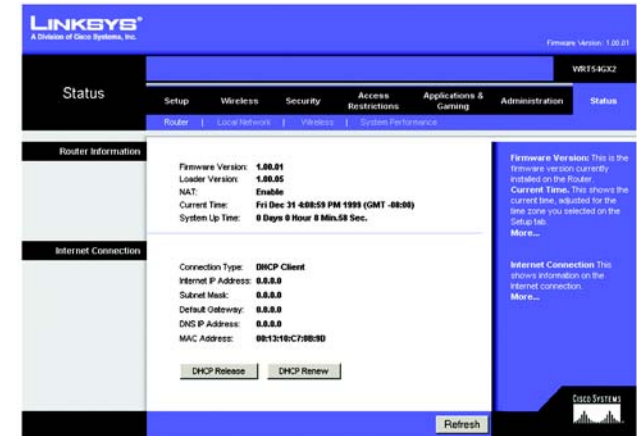 LINKSYS®
A Division of Cisco Systems, Inc.
Firmware Version: 1.00.01
WRT54GX2
Status
Setup Wireless Security Access Restrictions Applications & Gaming Administration Status
Router | Local Network | Wireless | System Performance
Router Information
Firmware Version: 1.00.01
Loader Version: 1.00.05
NAT: Enable
Current Time: Fri Dec 31 4:08:59 PM 1999 (GMT -08:00)
System Up Time: 0 Days 0 Hour 8 Min.58 Sec.
Firmware Version: This is the
firmware version currently
installed on the Router.
Current Time. This shows the
current time, adjusted for the
time zone you selected on the
Setup tab.
More...
Internet Connection
Connection Type: DHCP Client
Internet IP Address: 0.0.0.0
Subnet Mask: 0.0.0.0
Default Gateway: 0.0.0.0
DNS IP Address: 0.0.0.0
MAC Address: 00:13:10:C7:0B:9D
DHCP Release DHCP Renew
Internet Connection This
shows information on the
Internet connection.
More...
CISCO SYSTEMS
Refresh